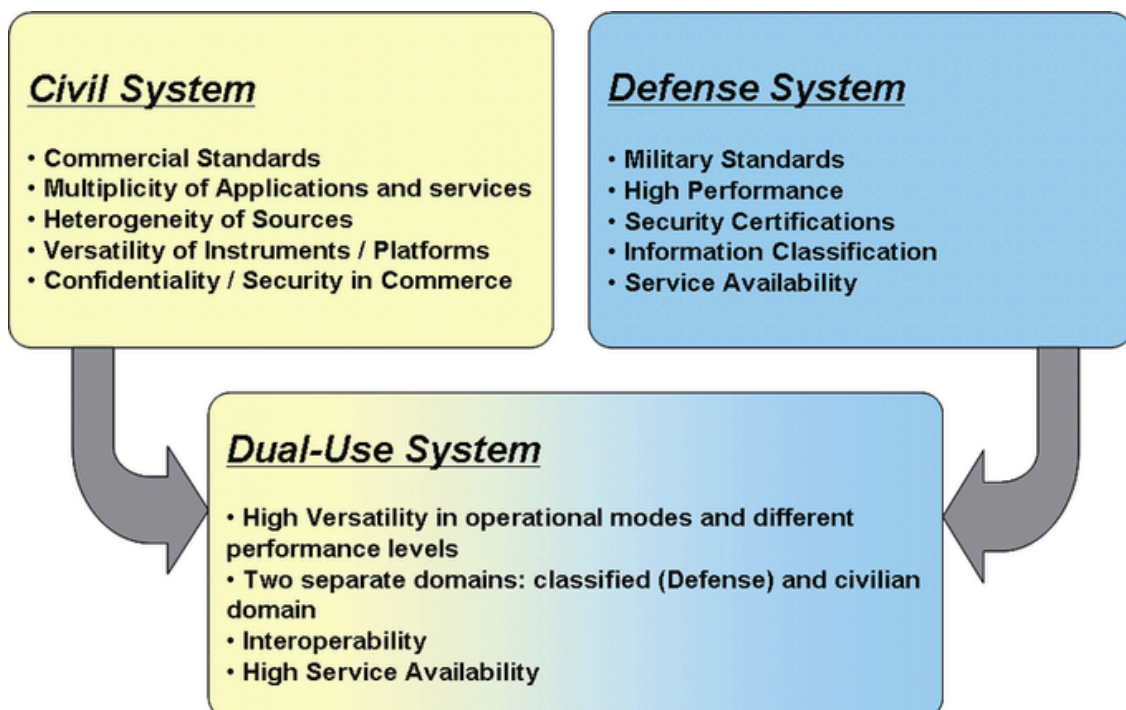 Civil System
• Commercial Standards
• Multiplicity of Applications and services
• Heterogeneity of Sources
• Versatility of Instruments / Platforms
• Confidentiality / Security in Commerce
Defense System
• Military Standards
• High Performance
• Security Certifications
• Information Classification
• Service Availability
Dual-Use System
• High Versatility in operational modes and different
performance levels
• Two separate domains: classified (Defense) and civilian
domain
• Interoperability
• High Service Availability